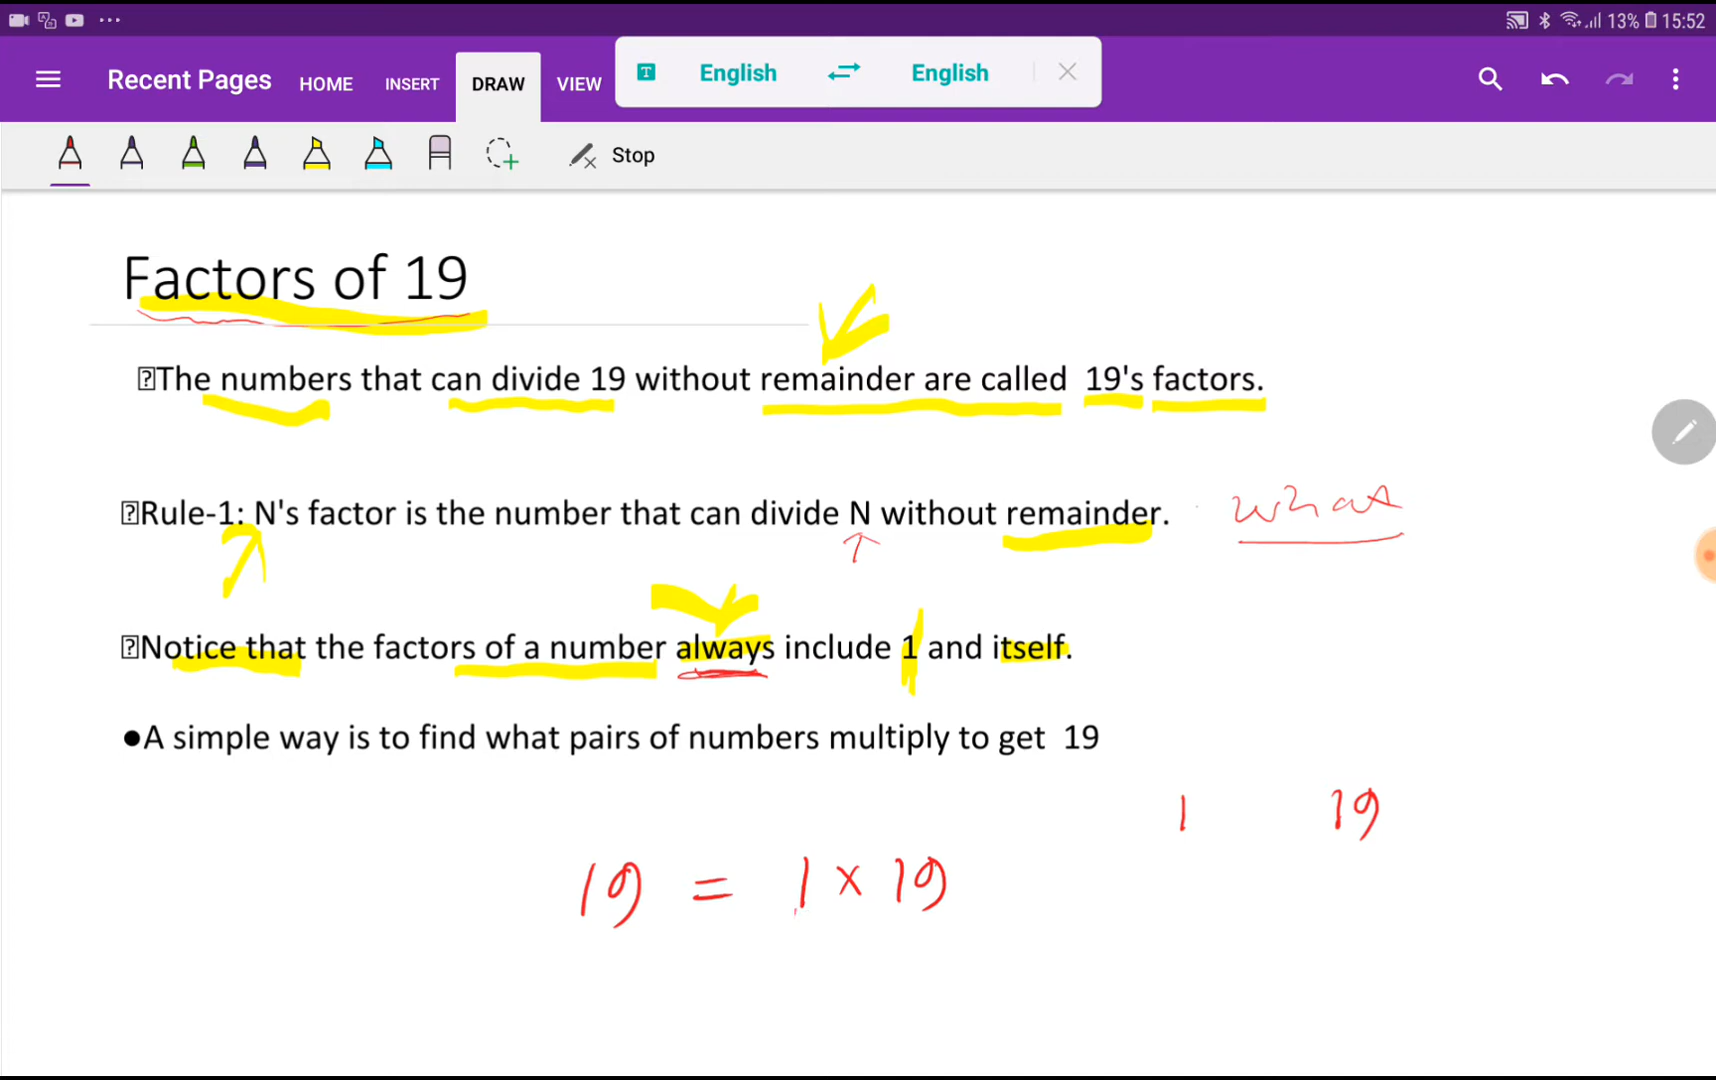 13% 15:52
Recent Pages HOME INSERT DRAW VIEW English English
Stop
Factors of 19
The numbers that can divide 19 without remainder are called 19's factors.
Rule-1: N's factor is the number that can divide N without remainder. what
Notice that the factors of a number always include 1 and itself.
●A simple way is to find what pairs of numbers multiply to get 19
1 19
19 = 1 × 19